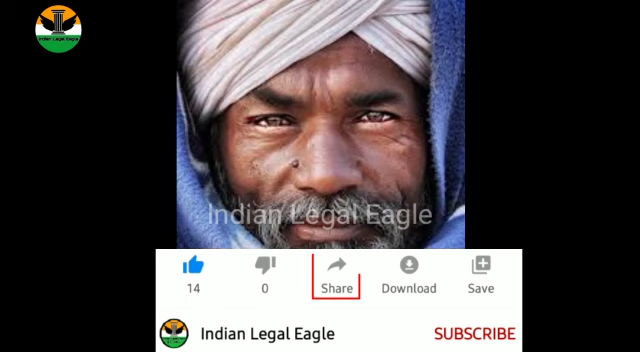 Indian Legal Eagle
Indian Legal Eagle
14
0
Share
Download
Save
Indian Legal Eagle
SUBSCRIBE